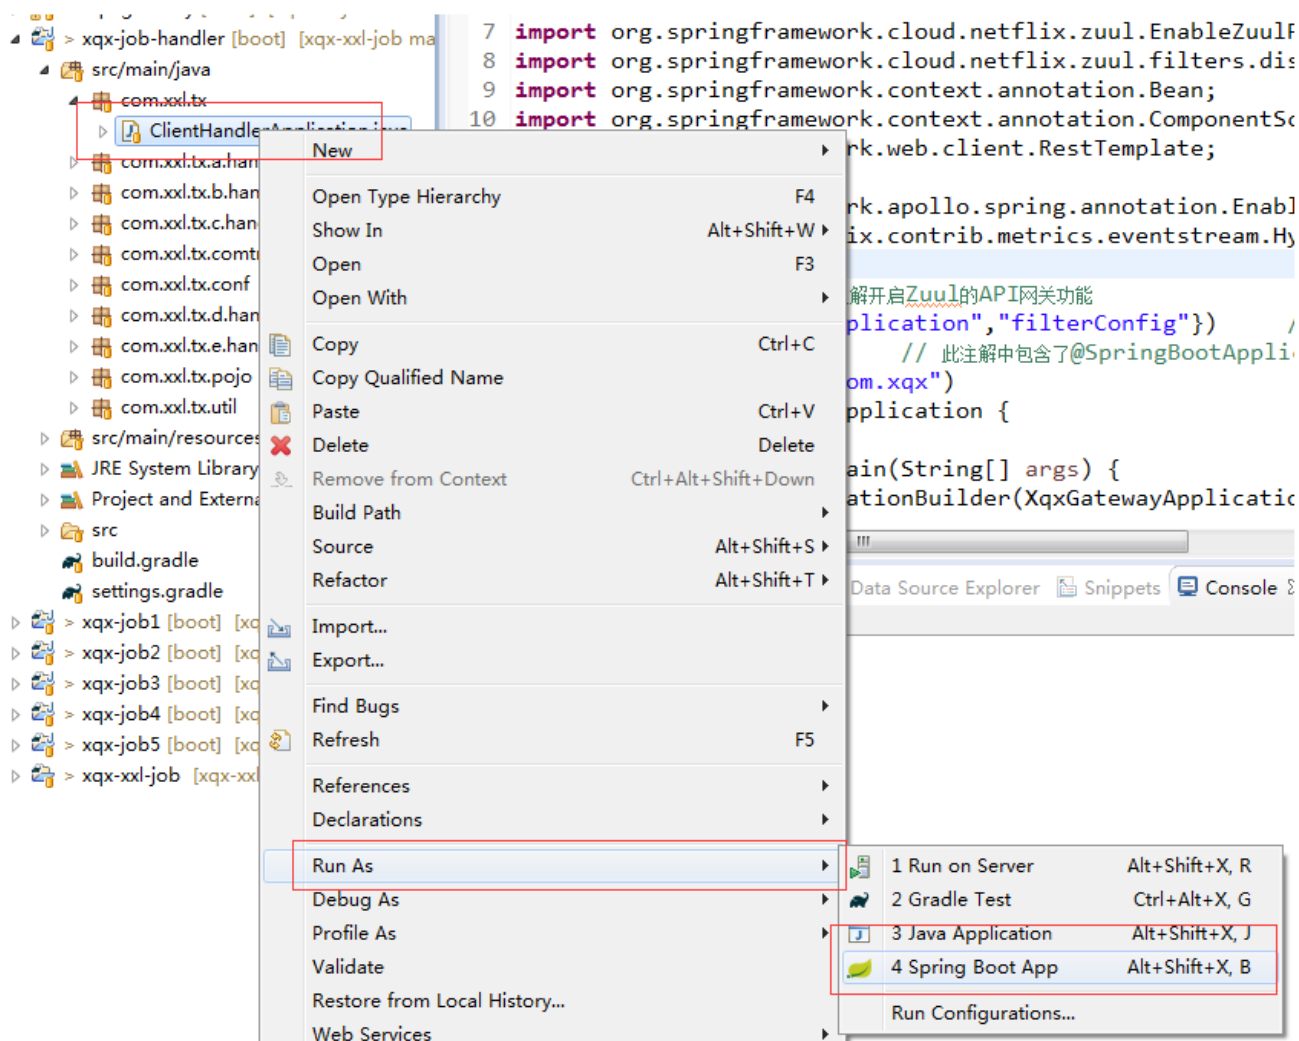 > xqx-job-handler [boot] [xqx-xxl-job ma
src/main/java
com.xxl.tx
ClientHandlerApplication.java
com.xxl.tx.a.han
com.xxl.tx.b.han
com.xxl.tx.c.han
com.xxl.tx.comt
com.xxl.tx.conf
com.xxl.tx.d.han
com.xxl.tx.e.han
com.xxl.tx.pojo
com.xxl.tx.util
src/main/resources
JRE System Library
Project and Externa
src
build.gradle
settings.gradle
> xqx-job1 [boot] [xq
> xqx-job2 [boot] [xq
> xqx-job3 [boot] [xq
> xqx-job4 [boot] [xq
> xqx-job5 [boot] [xq
> xqx-xxl-job [xqx-xxl
7 import org.springframework.cloud.netflix.zuul.EnableZuul
8 import org.springframework.cloud.netflix.zuul.filters.dis
9 import org.springframework.context.annotation.Bean;
10 import org.springframework.context.annotation.ComponentSc
rk.web.client.RestTemplate;
rk.apollo.spring.annotation.Enabl
ix.contrib.metrics.eventstream.Hy
解开启Zuul的API网关功能
plication","filterConfig"}) /
// 此注解中包含了@SpringBootAppli
om.xqx")
pplication {
ain(String[] args) {
ationBuilder(XqxGatewayApplicatio
Data Source Explorer Snippets Console
New
Open Type Hierarchy F4
Show In Alt+Shift+W
Open F3
Open With
Copy Ctrl+C
Copy Qualified Name
Paste Ctrl+V
Delete Delete
Remove from Context Ctrl+Alt+Shift+Down
Build Path
Source Alt+Shift+S
Refactor Alt+Shift+T
Import...
Export...
Find Bugs
Refresh F5
References
Declarations
Run As
Debug As
Profile As
Validate
Restore from Local History...
Web Services
1 Run on Server Alt+Shift+X, R
2 Gradle Test Ctrl+Alt+X, G
3 Java Application Alt+Shift+X, J
4 Spring Boot App Alt+Shift+X, B
Run Configurations...